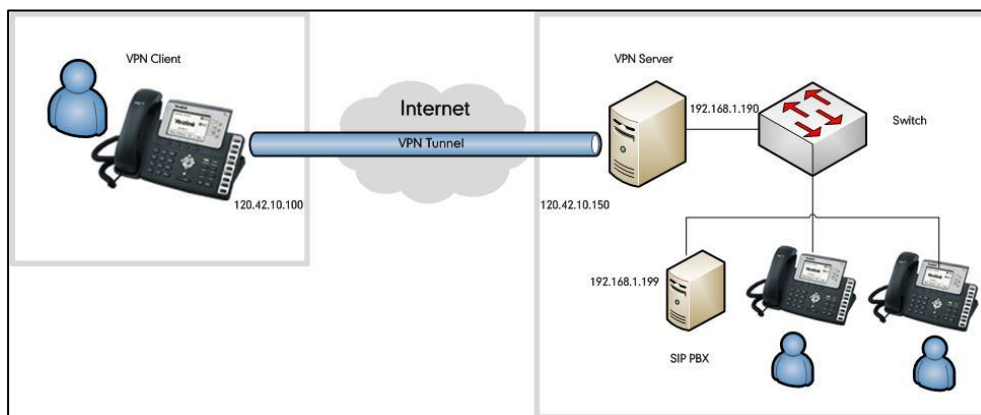 VPN Client
VPN Server
Internet
192.168.1.190
Switch
VPN Tunnel
120.42.10.100
120.42.10.150
192.168.1.199
SIP PBX